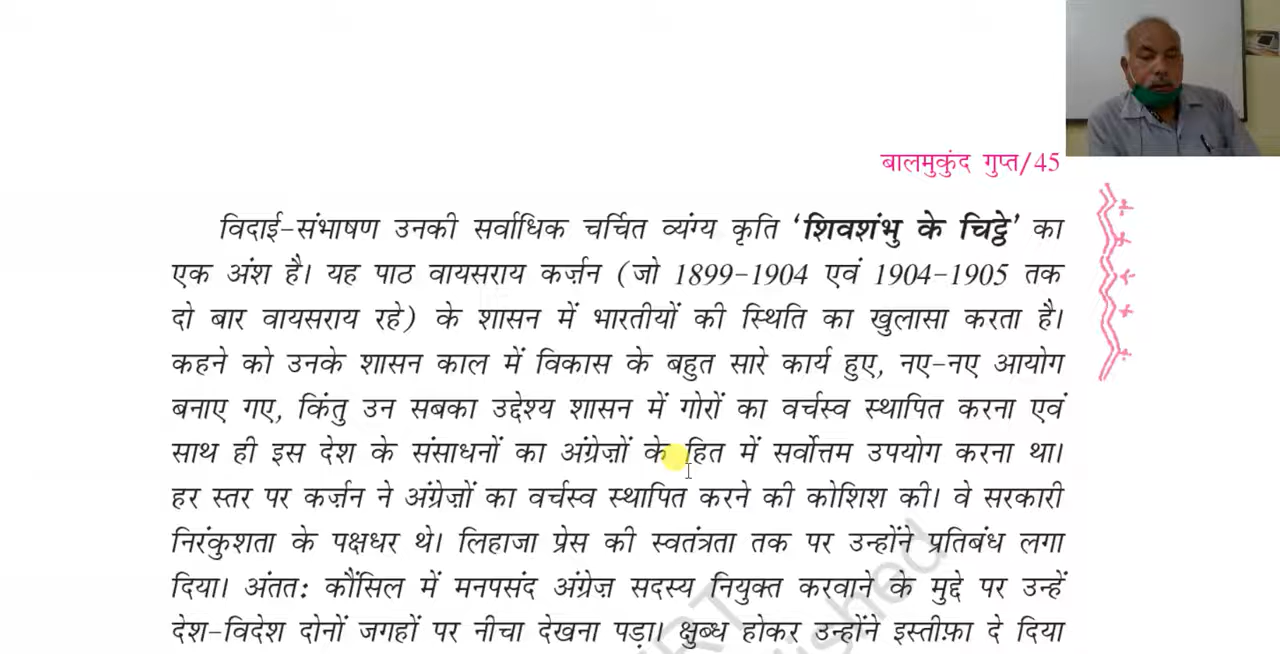 बालमुकुंद गुप्त/45
विदाई-संभाषण उनकी सर्वाधिक चर्चित व्यंग्य कृति ‘शिवशंभु के चिट्ठे’ का
एक अंश है। यह पाठ वायसराय कर्ज़न (जो 1899-1904 एवं 1904-1905 तक
दो बार वायसराय रहे) के शासन में भारतीयों की स्थिति का खुलासा करता है।
कहने को उनके शासन काल में विकास के बहुत सारे कार्य हुए, नए-नए आयोग
बनाए गए, किंतु उन सबका उद्देश्य शासन में गोरों का वर्चस्व स्थापित करना एवं
साथ ही इस देश के संसाधनों का अंग्रेज़ों के हित में सर्वोत्तम उपयोग करना था।
हर स्तर पर कर्ज़न ने अंग्रेज़ों का वर्चस्व स्थापित करने की कोशिश की। वे सरकारी
निरंकुशता के पक्षधर थे। लिहाजा प्रेस की स्वतंत्रता तक पर उन्होंने प्रतिबंध लगा
दिया। अंततः कौंसिल में मनपसंद अंग्रेज़ सदस्य नियुक्त करवाने के मुद्दे पर उन्हें
देश-विदेश दोनों जगहों पर नीचा देखना पड़ा। क्षुब्ध होकर उन्होंने इस्तीफ़ा दे दिया